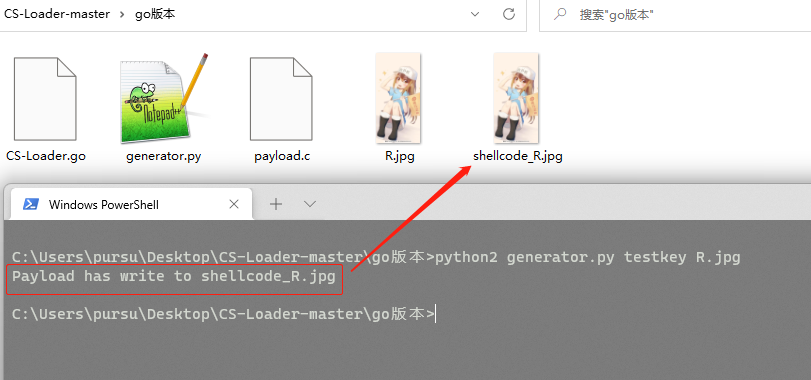 CS-Loader-master › go版本
搜索"go版本"
Notepad++
CS-Loader.go
generator.py
payload.c
R.jpg
shellcode_R.jpg
Windows PowerShell
C:\Users\pursu\Desktop\CS-Loader-master\go版本>python2 generator.py testkey R.jpg
Payload has write to shellcode_R.jpg
C:\Users\pursu\Desktop\CS-Loader-master\go版本>